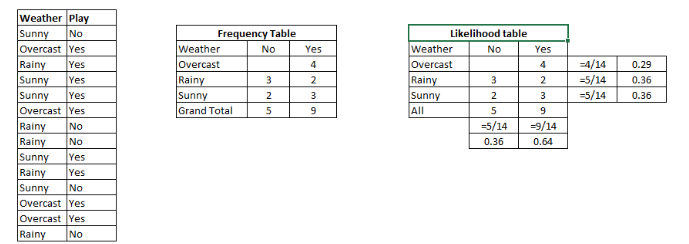 Weather Play
Sunny No
Overcast Yes
Rainy Yes
Sunny Yes
Sunny Yes
Overcast Yes
Rainy No
Rainy No
Sunny Yes
Rainy Yes
Sunny No
Overcast Yes
Overcast Yes
Rainy No
Frequency Table
Weather No Yes
Overcast 4
Rainy 3 2
Sunny 2 3
Grand Total 5 9
Likelihood table
Weather No Yes
Overcast 4 =4/14 0.29
Rainy 3 2 =5/14 0.36
Sunny 2 3 =5/14 0.36
All 5 9
=5/14 =9/14
0.36 0.64